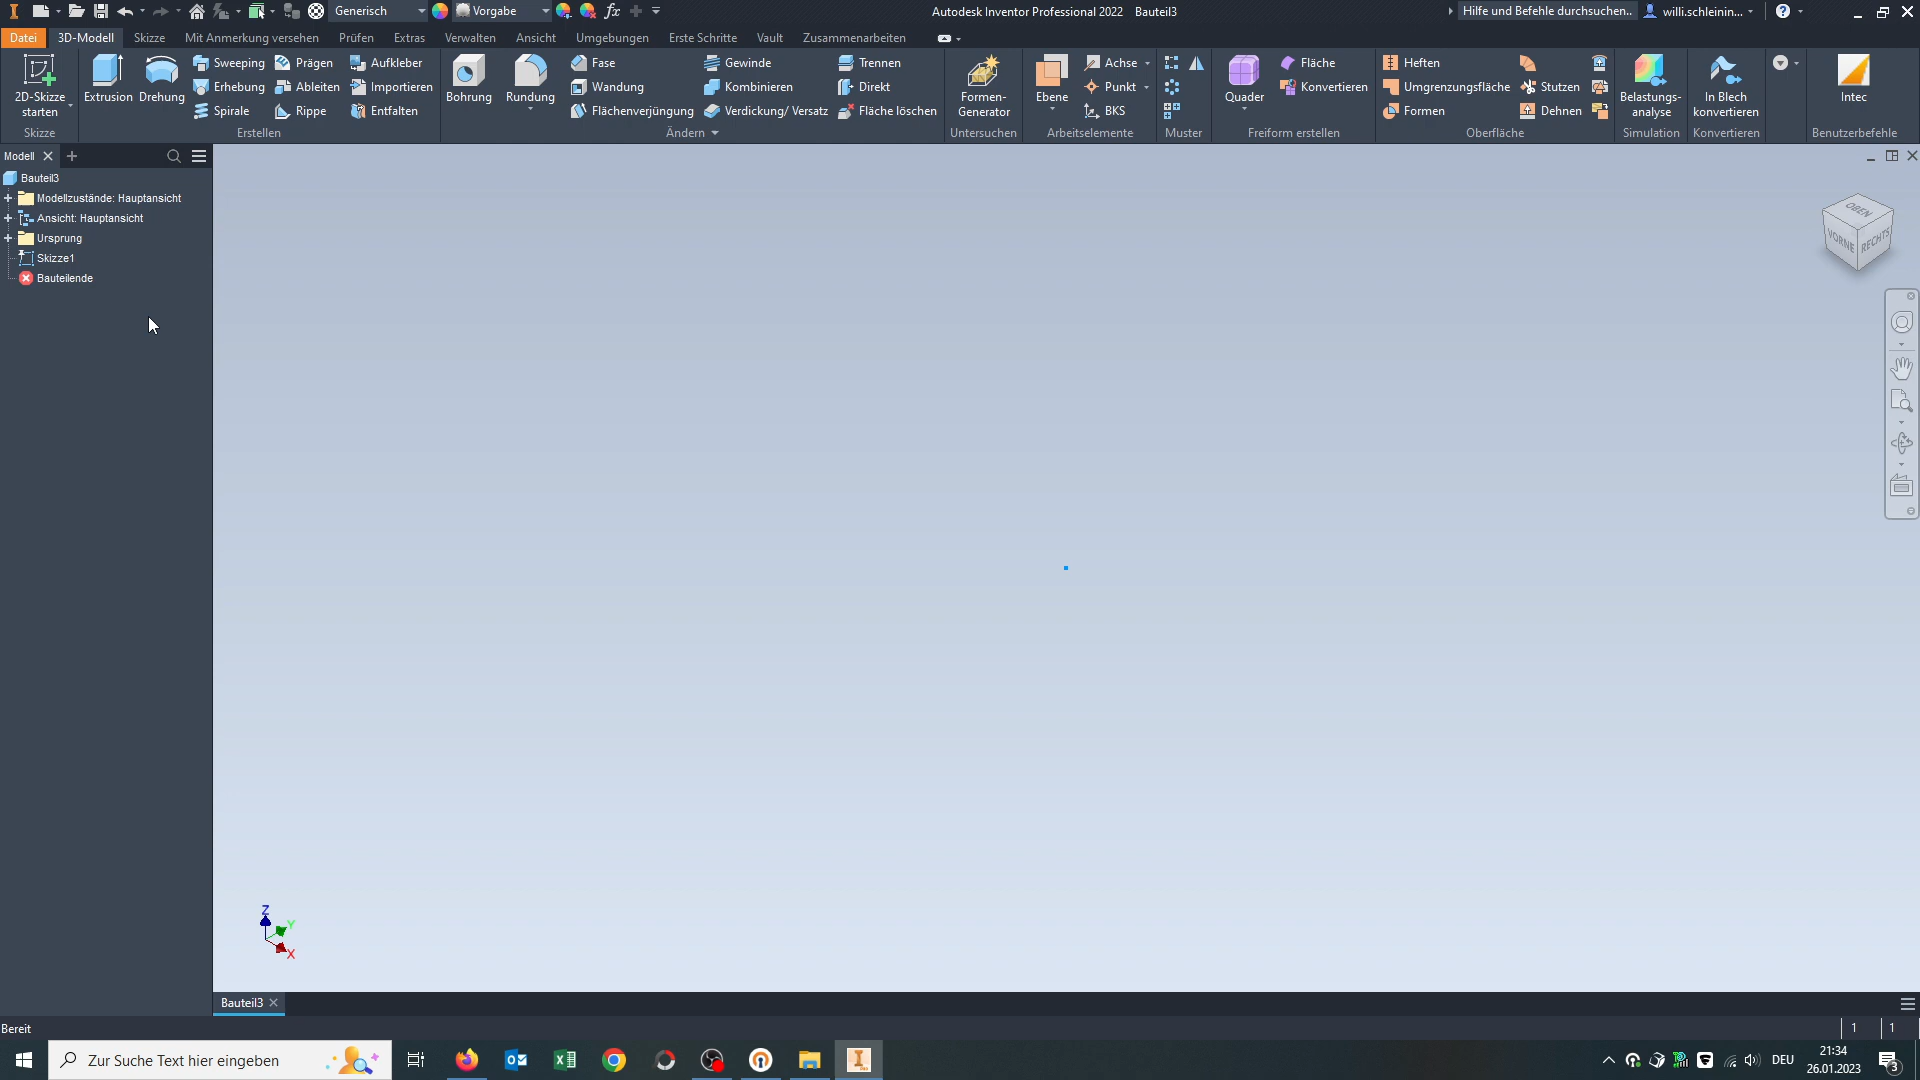 Generisch Vorgabe Autodesk Inventor Professional 2022 Bauteil3 Hilfe und Befehle durchsuchen.. willi.schleinin...
Datei 3D-Modell Skizze Mit Anmerkung versehen Prüfen Extras Verwalten Ansicht Umgebungen Erste Schritte Vault Zusammenarbeiten
Sweeping Prägen Aufkleber Fase Gewinde Trennen Achse Fläche Heften
2D-Skizze Extrusion Drehung Erhebung Ableiten Importieren Bohrung Rundung Wandung Kombinieren Direkt Formen- Ebene Punkt Quader Konvertieren Umgrenzungsfläche Stutzen Belastungs- In Blech Intec
starten Spirale Rippe Entfalten Flächenverjüngung Verdickung/ Versatz Fläche löschen Generator BKS Formen Dehnen analyse konvertieren
Skizze Erstellen Ändern Untersuchen Arbeitselemente Muster Freiform erstellen Oberfläche Simulation Konvertieren Benutzerbefehle
Modell
Bauteil3
Modellzustände: Hauptansicht
Ansicht: Hauptansicht
Ursprung
Skizze1
Bauteilende
OBEN
VORNE RECHTS
Z
Y
X
Bauteil3
Bereit 1 1
Zur Suche Text hier eingeben DEU 21:34
26.01.2023 3